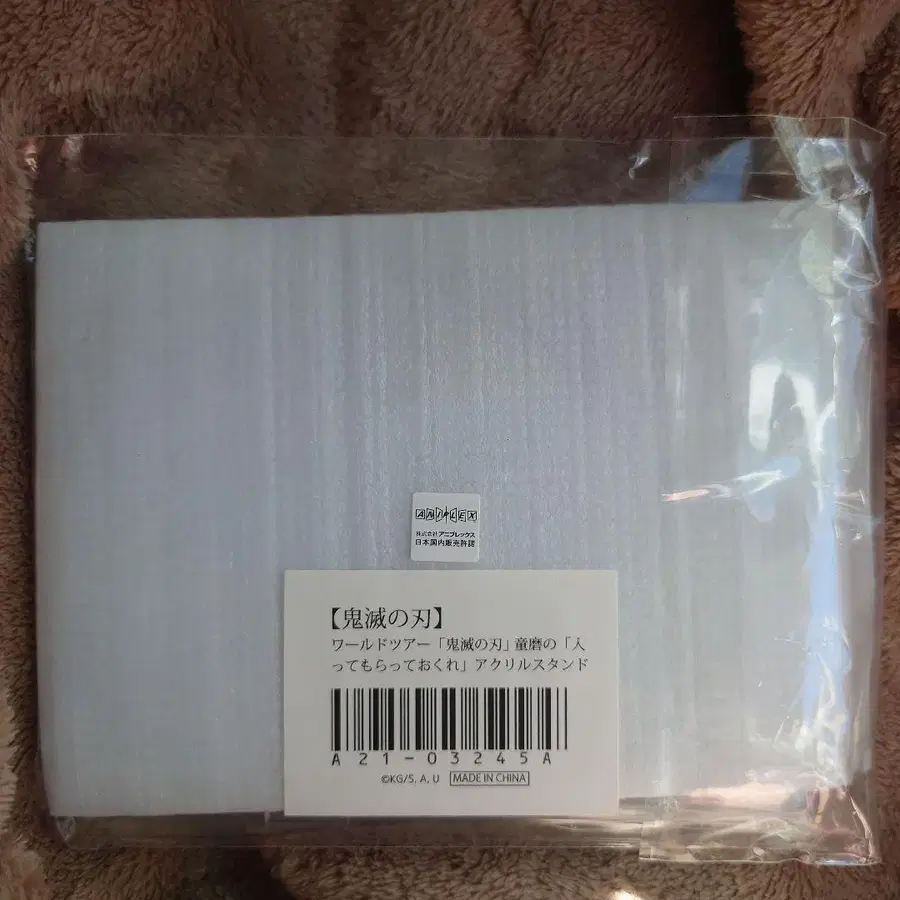 ANIPLEX
株式会社アニプレックス
日本国内販売許諾
【鬼滅の刃】
ワールドツアー「鬼滅の刃」童磨の「入
ってもらっておくれ」アクリルスタンド
A21-03245A
©KG/S, A, U MADE IN CHINA